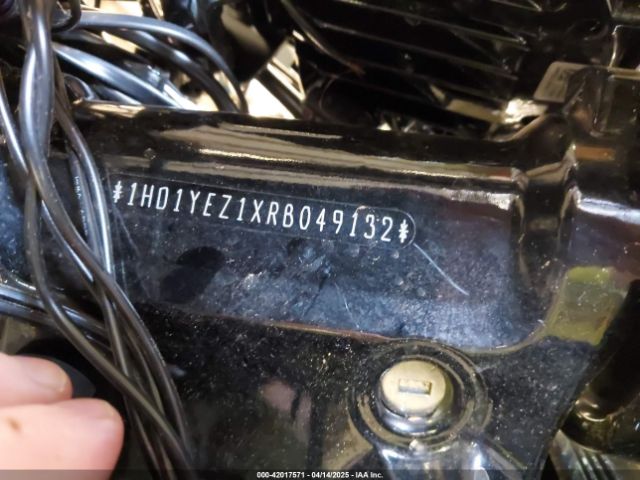 *1HD1YEZ1XRB049132*
000-42017571 - 04/14/2025 - IAA Inc.